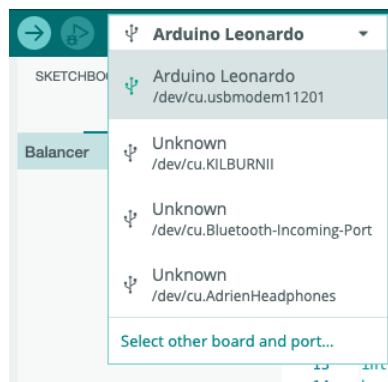 Arduino Leonardo
SKETCHBO
Arduino Leonardo
/dev/cu.usbmodem11201
Balancer
Unknown
/dev/cu.KILBURNII
Unknown
/dev/cu.Bluetooth-Incoming-Port
Unknown
/dev/cu.AdrienHeadphones
Select other board and port...